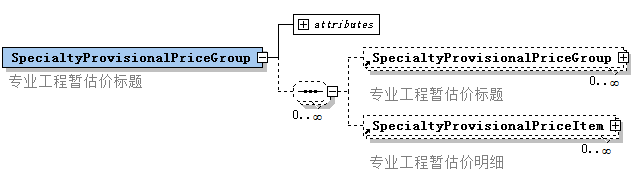 attributes
SpecialtyProvisionalPriceGroup
专业工程暂估价标题
0..∞
SpecialtyProvisionalPriceGroup
0..∞
专业工程暂估价标题
SpecialtyProvisionalPriceItem
0..∞
专业工程暂估价明细